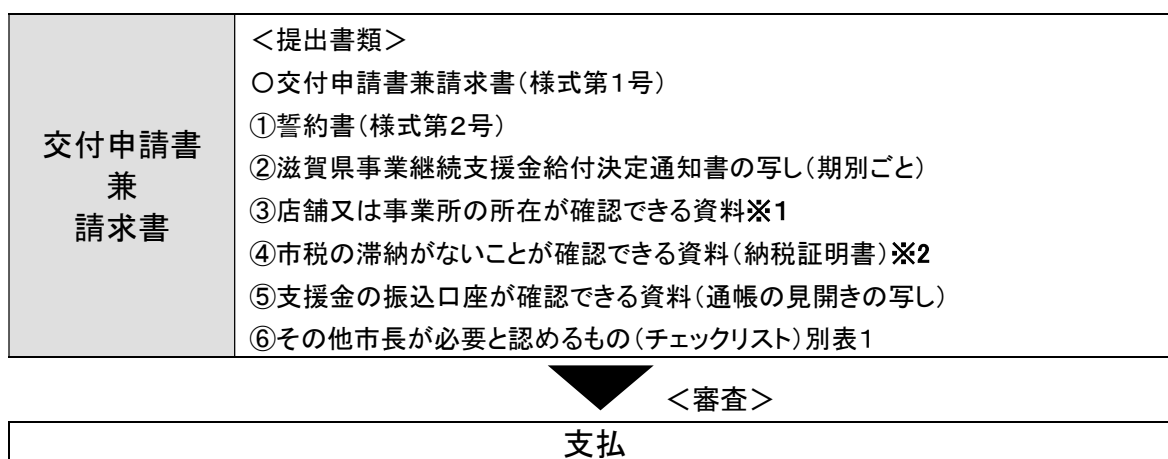 交付申請書
兼
請求書
＜提出書類＞
○交付申請書兼請求書（様式第１号）
①誓約書（様式第２号）
②滋賀県事業継続支援金給付決定通知書の写し（期別ごと）
③店舗又は事業所の所在が確認できる資料※1
④市税の滞納がないことが確認できる資料（納税証明書）※2
⑤支援金の振込口座が確認できる資料（通帳の見開きの写し）
⑥その他市長が必要と認めるもの（チェックリスト）別表１
＜審査＞
支払